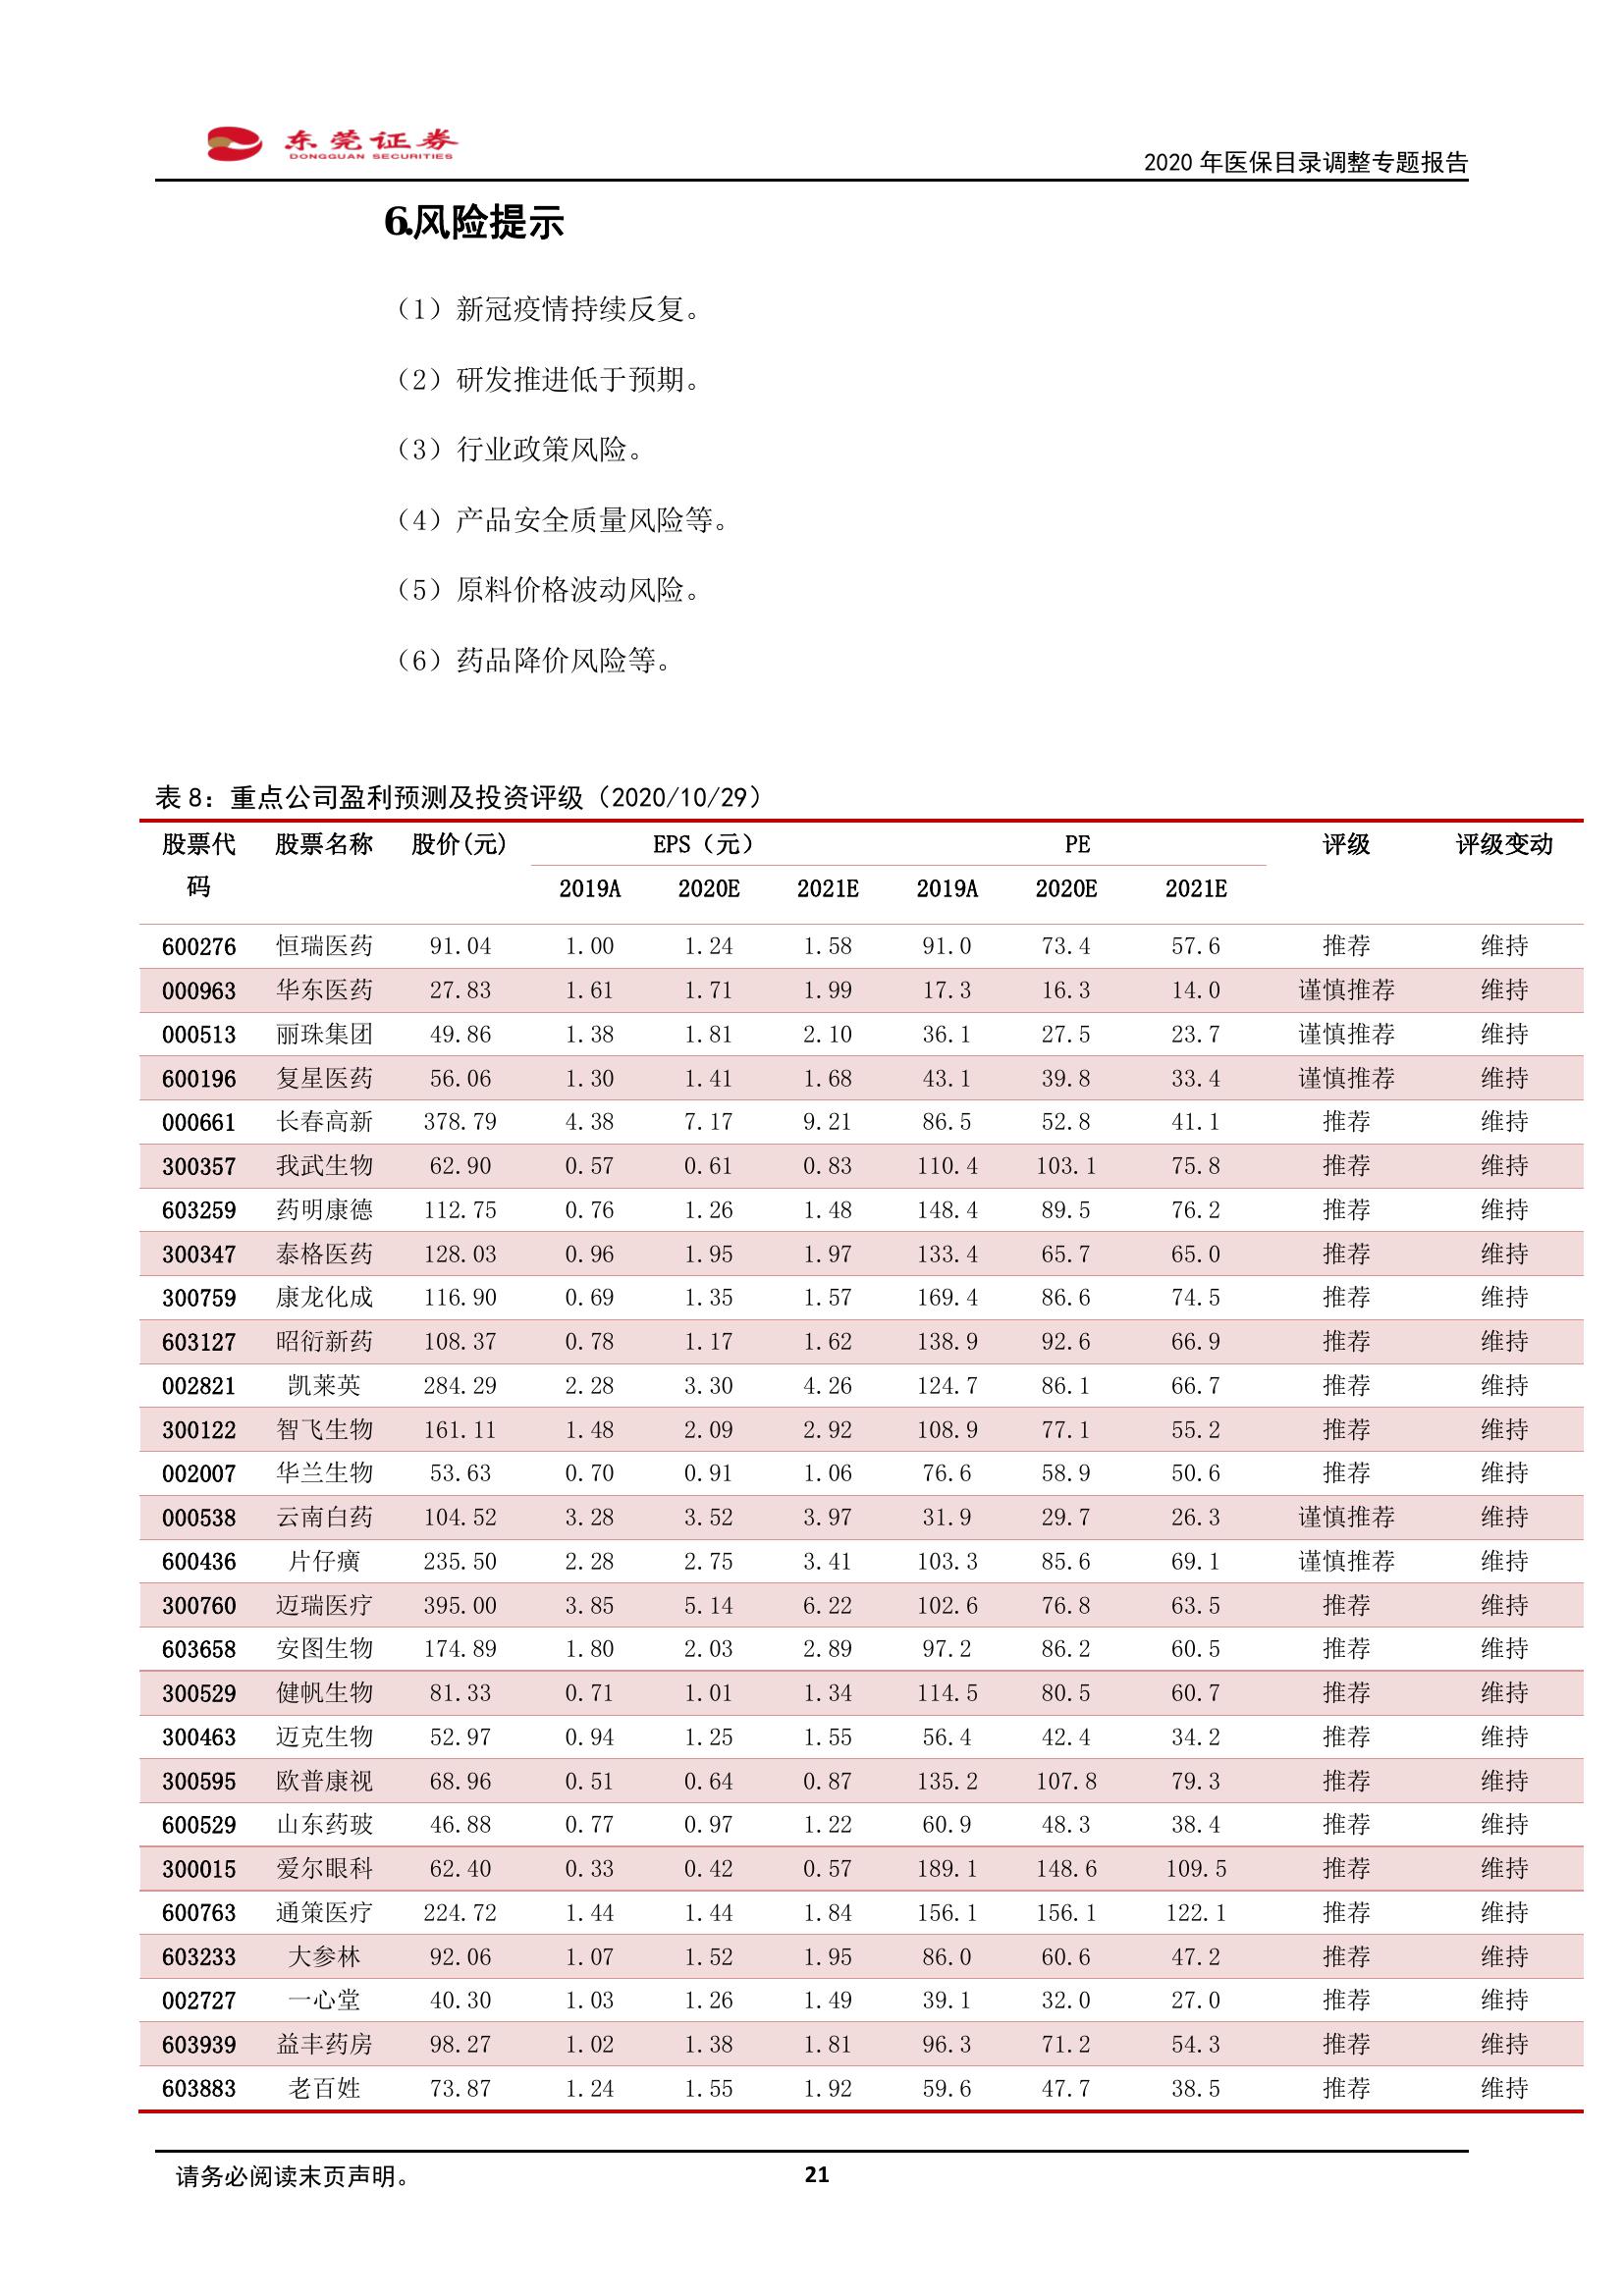 东莞证券
DONGGUAN SECURITIES
2020 年医保目录调整专题报告
6.风险提示
（1）新冠疫情持续反复。
（2）研发推进低于预期。
（3）行业政策风险。
（4）产品安全质量风险等。
（5）原料价格波动风险。
（6）药品降价风险等。
表 8：重点公司盈利预测及投资评级（2020/10/29）
股票代码 股票名称 股价(元) EPS（元） PE 评级 评级变动
2019A 2020E 2021E 2019A 2020E 2021E
600276 恒瑞医药 91.04 1.00 1.24 1.58 91.0 73.4 57.6 推荐 维持
000963 华东医药 27.83 1.61 1.71 1.99 17.3 16.3 14.0 谨慎推荐 维持
000513 丽珠集团 49.86 1.38 1.81 2.10 36.1 27.5 23.7 谨慎推荐 维持
600196 复星医药 56.06 1.30 1.41 1.68 43.1 39.8 33.4 谨慎推荐 维持
000661 长春高新 378.79 4.38 7.17 9.21 86.5 52.8 41.1 推荐 维持
300357 我武生物 62.90 0.57 0.61 0.83 110.4 103.1 75.8 推荐 维持
603259 药明康德 112.75 0.76 1.26 1.48 148.4 89.5 76.2 推荐 维持
300347 泰格医药 128.03 0.96 1.95 1.97 133.4 65.7 65.0 推荐 维持
300759 康龙化成 116.90 0.69 1.35 1.57 169.4 86.6 74.5 推荐 维持
603127 昭衍新药 108.37 0.78 1.17 1.62 138.9 92.6 66.9 推荐 维持
002821 凯莱英 284.29 2.28 3.30 4.26 124.7 86.1 66.7 推荐 维持
300122 智飞生物 161.11 1.48 2.09 2.92 108.9 77.1 55.2 推荐 维持
002007 华兰生物 53.63 0.70 0.91 1.06 76.6 58.9 50.6 推荐 维持
000538 云南白药 104.52 3.28 3.52 3.97 31.9 29.7 26.3 谨慎推荐 维持
600436 片仔癀 235.50 2.28 2.75 3.41 103.3 85.6 69.1 谨慎推荐 维持
300760 迈瑞医疗 395.00 3.85 5.14 6.22 102.6 76.8 63.5 推荐 维持
603658 安图生物 174.89 1.80 2.03 2.89 97.2 86.2 60.5 推荐 维持
300529 健帆生物 81.33 0.71 1.01 1.34 114.5 80.5 60.7 推荐 维持
300463 迈克生物 52.97 0.94 1.25 1.55 56.4 42.4 34.2 推荐 维持
300595 欧普康视 68.96 0.51 0.64 0.87 135.2 107.8 79.3 推荐 维持
600529 山东药玻 46.88 0.77 0.97 1.22 60.9 48.3 38.4 推荐 维持
300015 爱尔眼科 62.40 0.33 0.42 0.57 189.1 148.6 109.5 推荐 维持
600763 通策医疗 224.72 1.44 1.44 1.84 156.1 156.1 122.1 推荐 维持
603233 大参林 92.06 1.07 1.52 1.95 86.0 60.6 47.2 推荐 维持
002727 一心堂 40.30 1.03 1.26 1.49 39.1 32.0 27.0 推荐 维持
603939 益丰药房 98.27 1.02 1.38 1.81 96.3 71.2 54.3 推荐 维持
603883 老百姓 73.87 1.24 1.55 1.92 59.6 47.7 38.5 推荐 维持
请务必阅读末页声明。
21